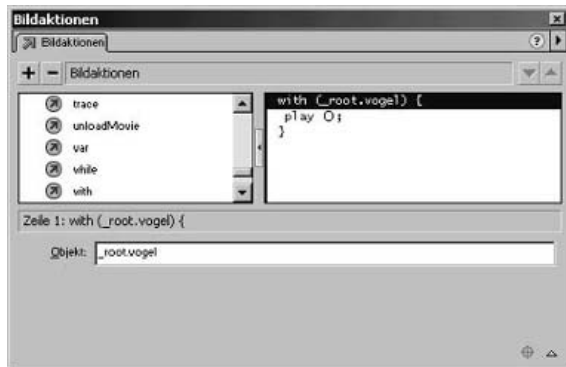 Bildaktionen
Bildaktionen
Bildaktionen
trace
unloadMovie
var
while
with
with (_root.vogel) {
play ();
}
Zeile 1: with (_root.vogel) {
Objekt: _root.vogel